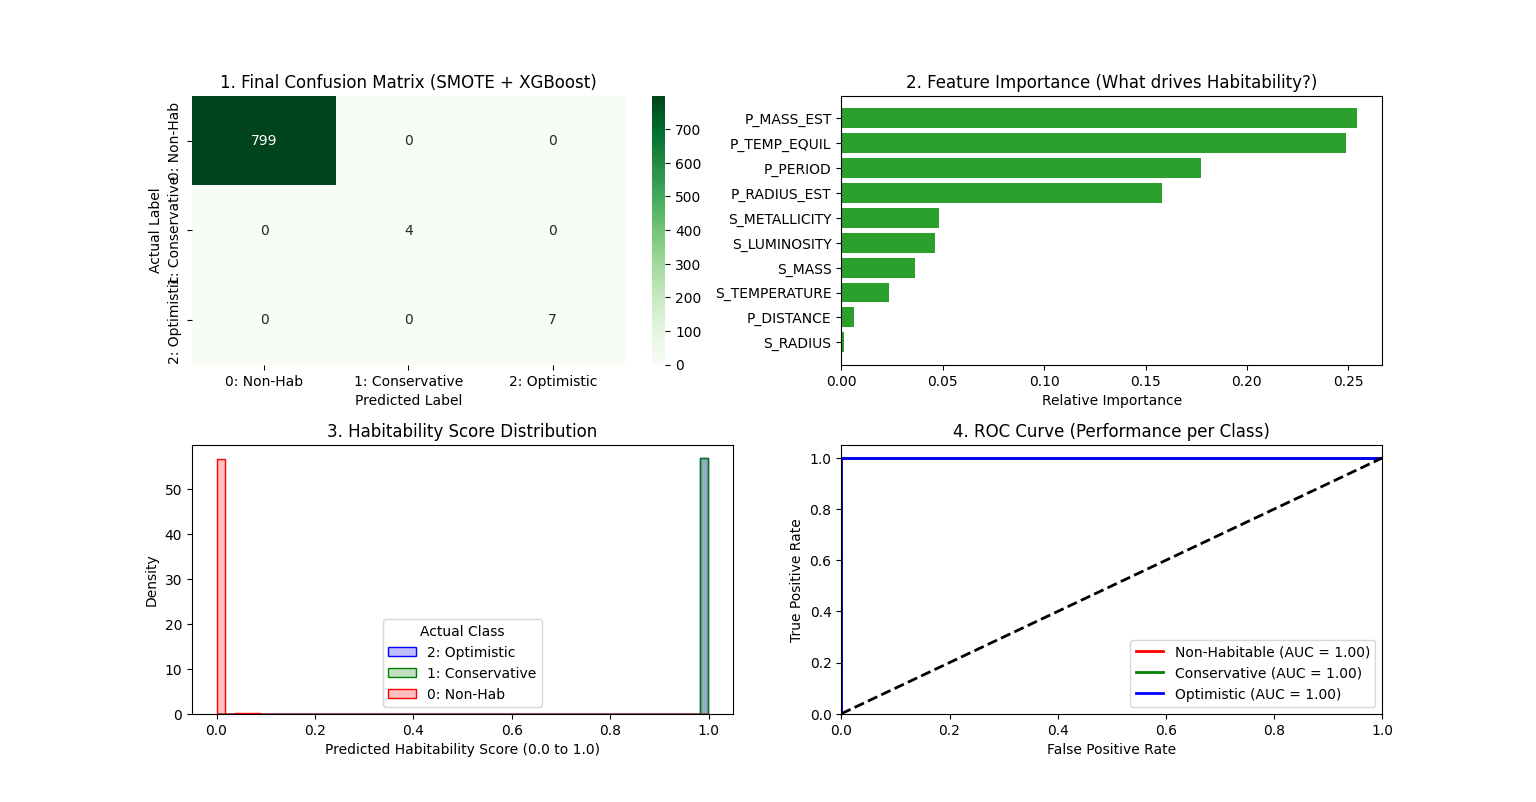 1. Final Confusion Matrix (SMOTE + XGBoost)
Actual Label
0: Non-Hab
1: Conservative
2: Optimistic
799 0 0
0 4 0
0 0 7
0: Non-Hab 1: Conservative 2: Optimistic
Predicted Label
700
600
500
400
300
200
100
0
2. Feature Importance (What drives Habitability?)
P_MASS_EST
P_TEMP_EQUIL
P_PERIOD
P_RADIUS_EST
S_METALLICITY
S_LUMINOSITY
S_MASS
S_TEMPERATURE
P_DISTANCE
S_RADIUS
0.00 0.05 0.10 0.15 0.20 0.25
Relative Importance
3. Habitability Score Distribution
Density
50
40
30
20
10
0
Actual Class
2: Optimistic
1: Conservative
0: Non-Hab
0.0 0.2 0.4 0.6 0.8 1.0
Predicted Habitability Score (0.0 to 1.0)
4. ROC Curve (Performance per Class)
True Positive Rate
1.0
0.8
0.6
0.4
0.2
0.0
Non-Habitable (AUC = 1.00)
Conservative (AUC = 1.00)
Optimistic (AUC = 1.00)
0.0 0.2 0.4 0.6 0.8 1.0
False Positive Rate